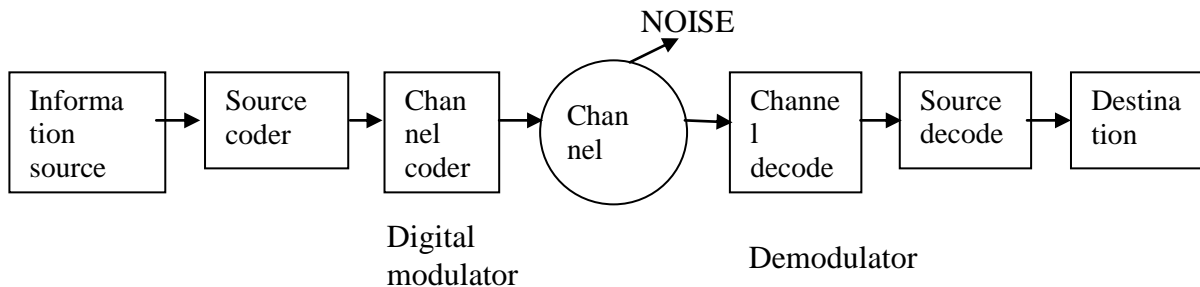 NOISE
Informa
tion
source
Source
coder
Chan
nel
coder
Chan
nel
Channe
l
decode
Source
decode
Destina
tion
Digital
modulator
Demodulator